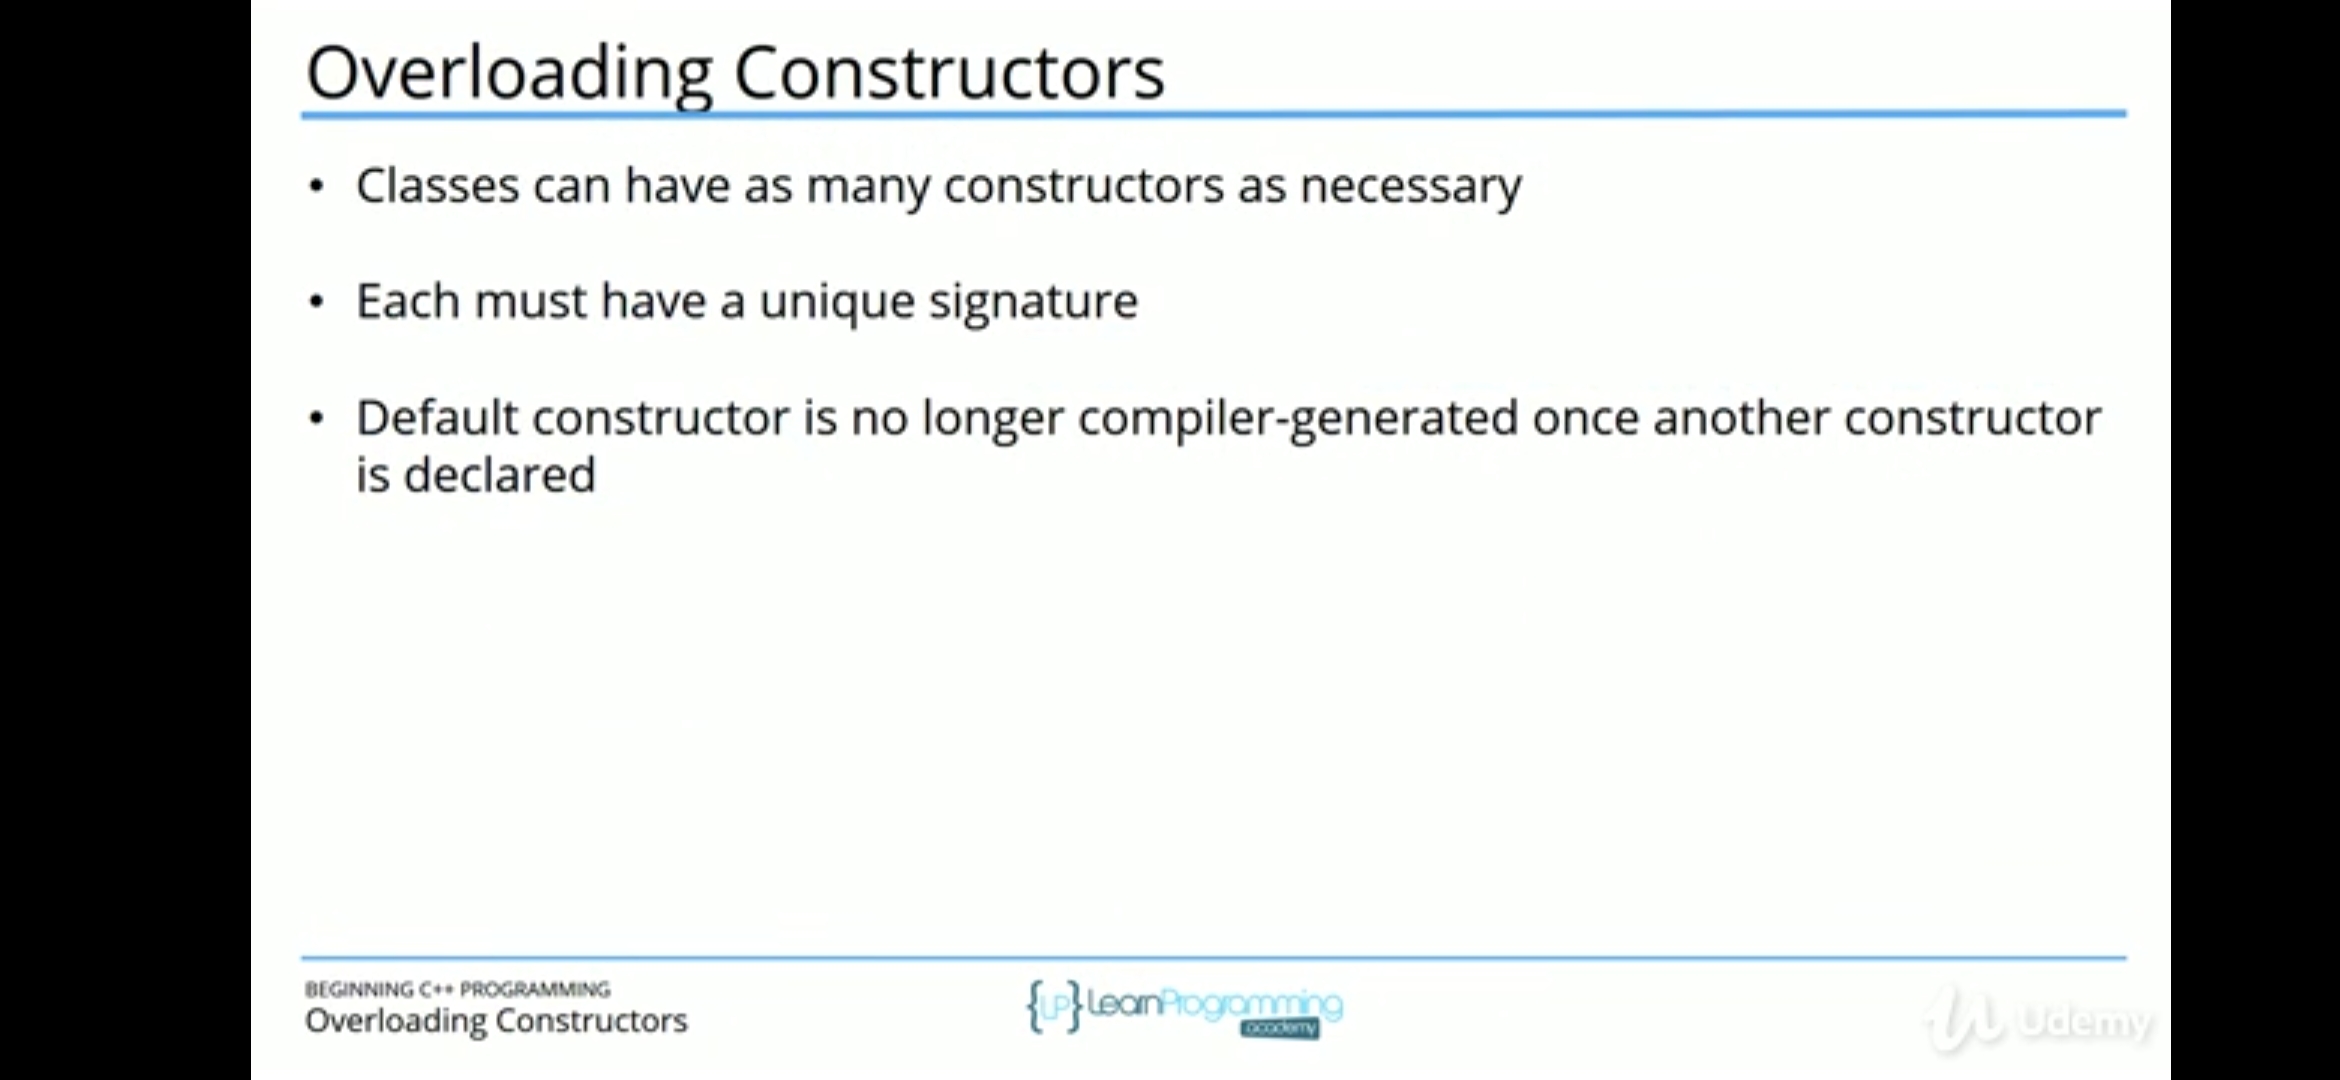 Overloading Constructors
• Classes can have as many constructors as necessary
• Each must have a unique signature
• Default constructor is no longer compiler-generated once another constructor
is declared
BEGINNING C++ PROGRAMMING
Overloading Constructors
{LP} LearnProgramming
academy
Udemy